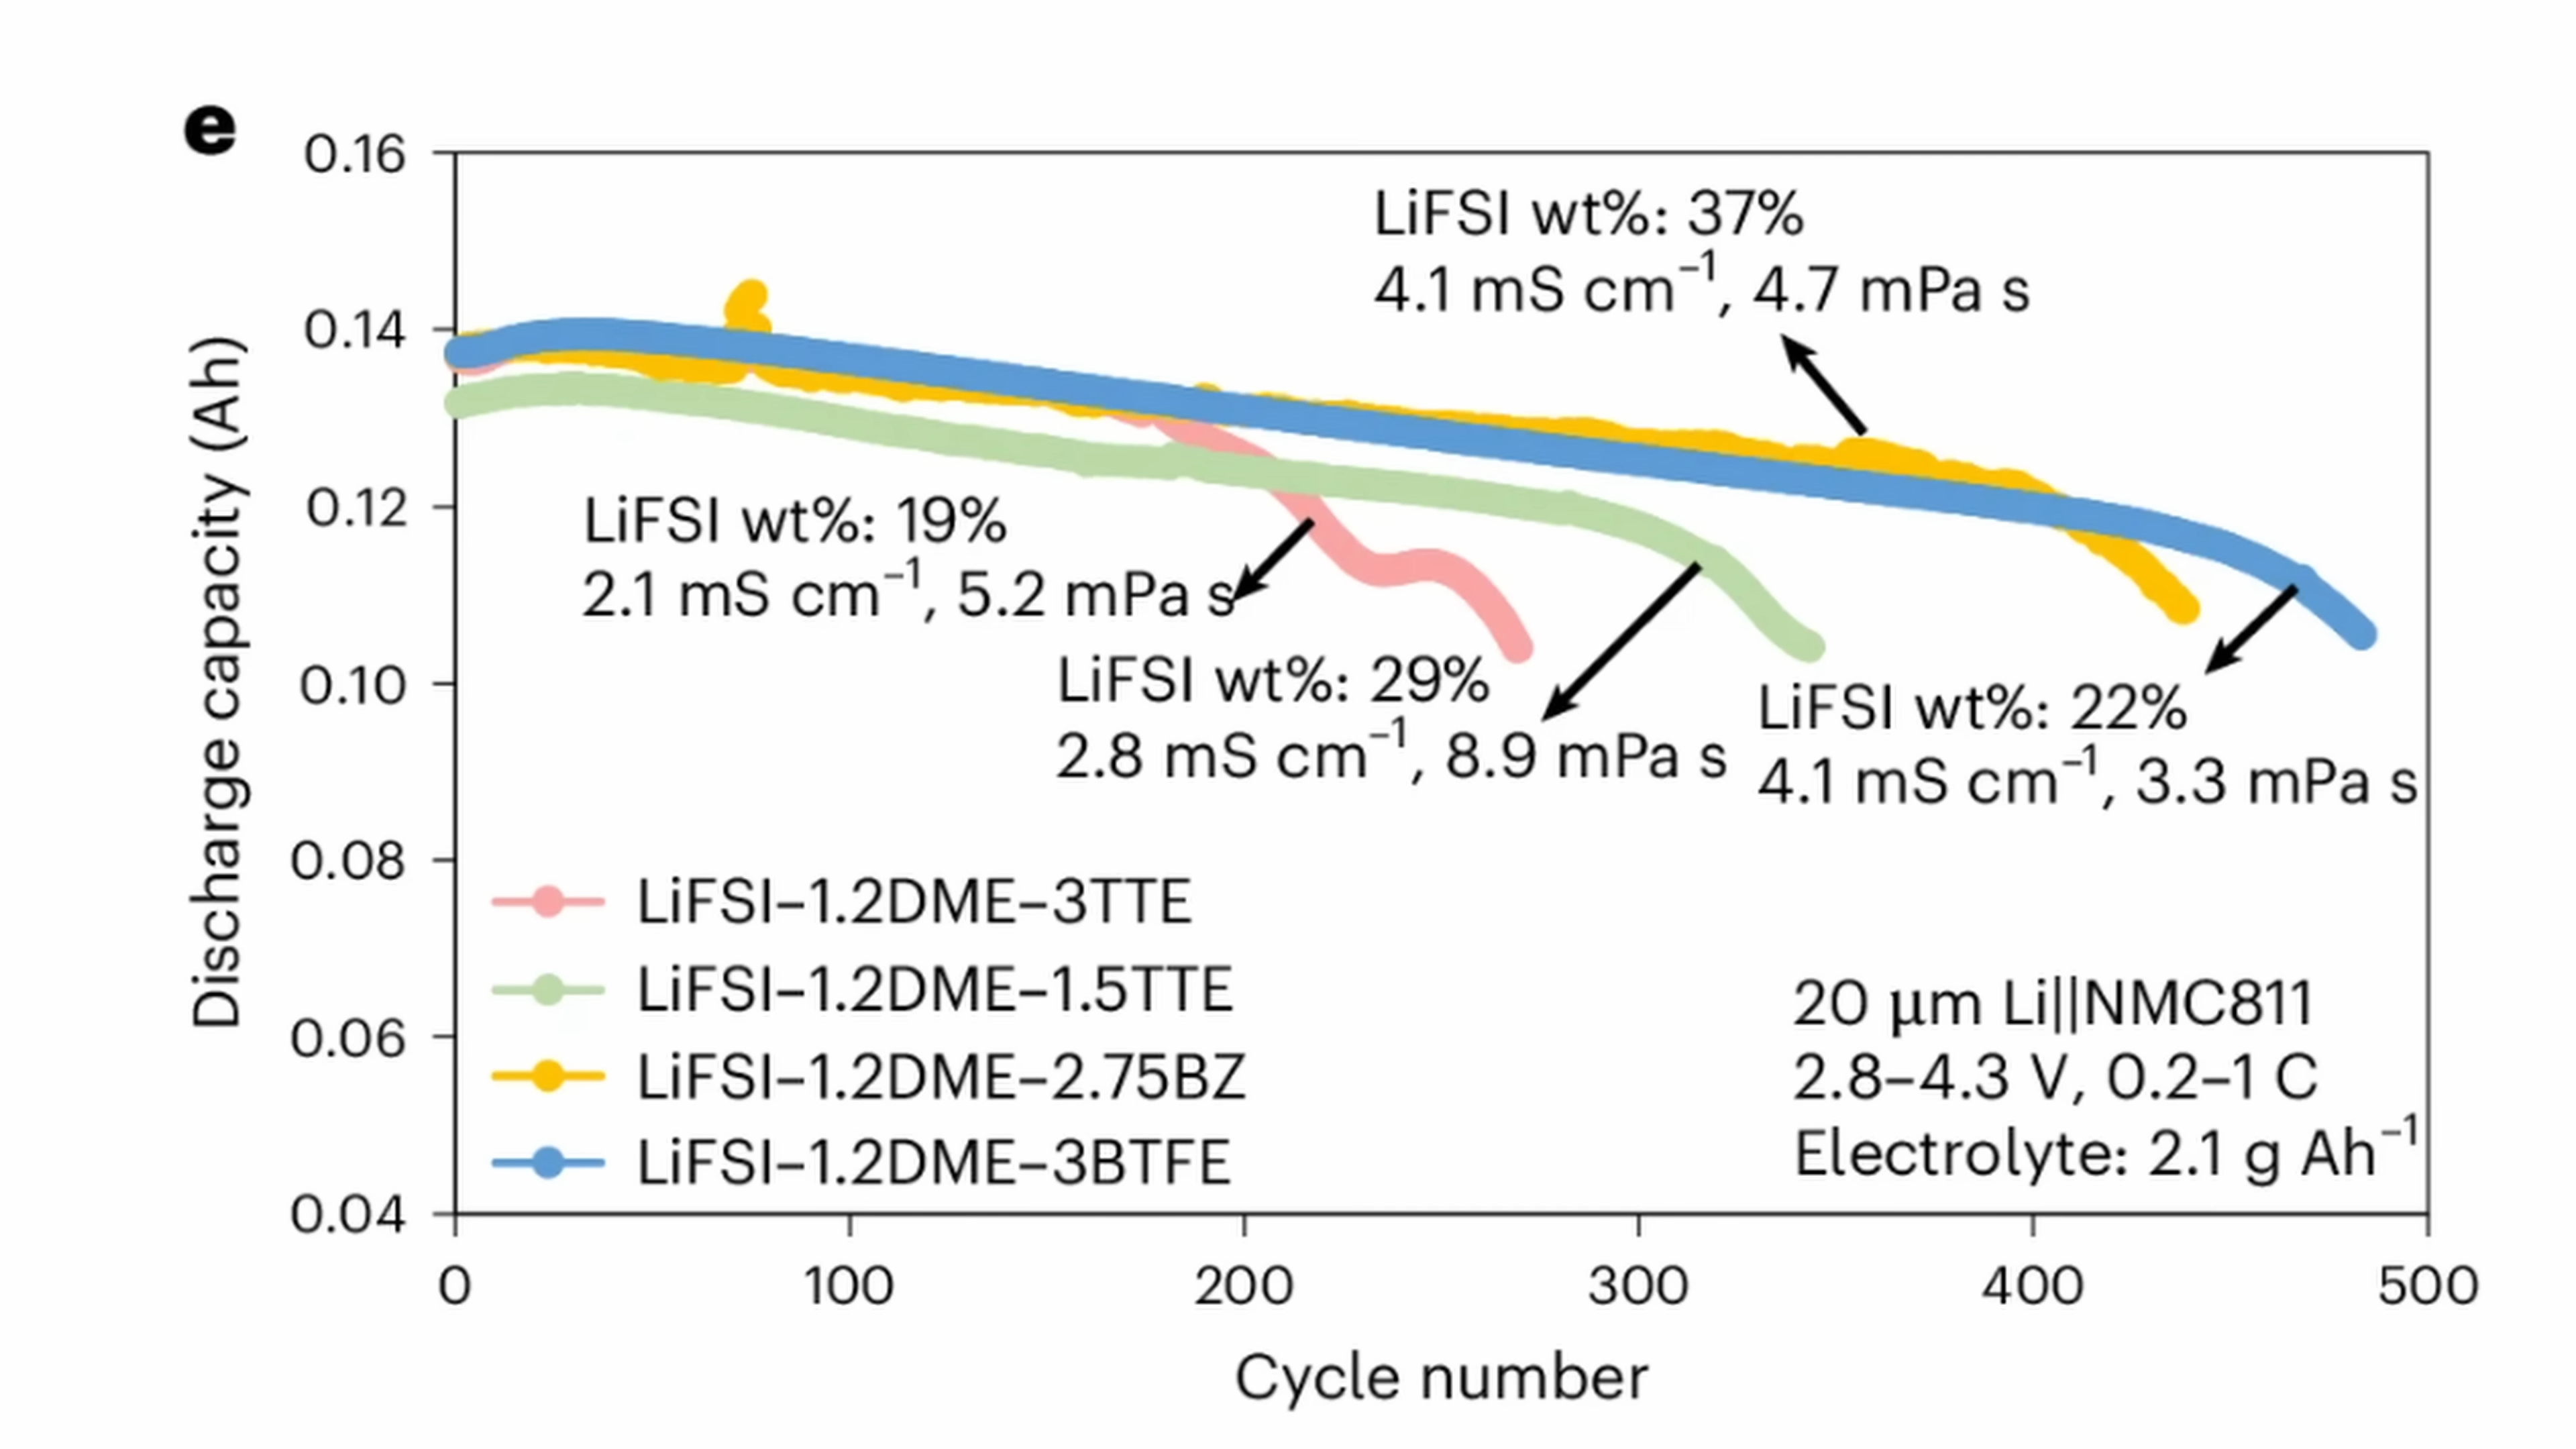 e
Discharge capacity (Ah)
0.16
0.14
0.12
0.10
0.08
0.06
0.04
LiFSI wt%: 37%
4.1 mS cm⁻¹, 4.7 mPa s
LiFSI wt%: 19%
2.1 mS cm⁻¹, 5.2 mPa s
LiFSI wt%: 29%
2.8 mS cm⁻¹, 8.9 mPa s
LiFSI wt%: 22%
4.1 mS cm⁻¹, 3.3 mPa s
LiFSI–1.2DME–3TTE
LiFSI–1.2DME–1.5TTE
LiFSI–1.2DME–2.75BZ
LiFSI–1.2DME–3BTFE
20 μm Li||NMC811
2.8–4.3 V, 0.2–1 C
Electrolyte: 2.1 g Ah⁻¹
0 100 200 300 400 500
Cycle number